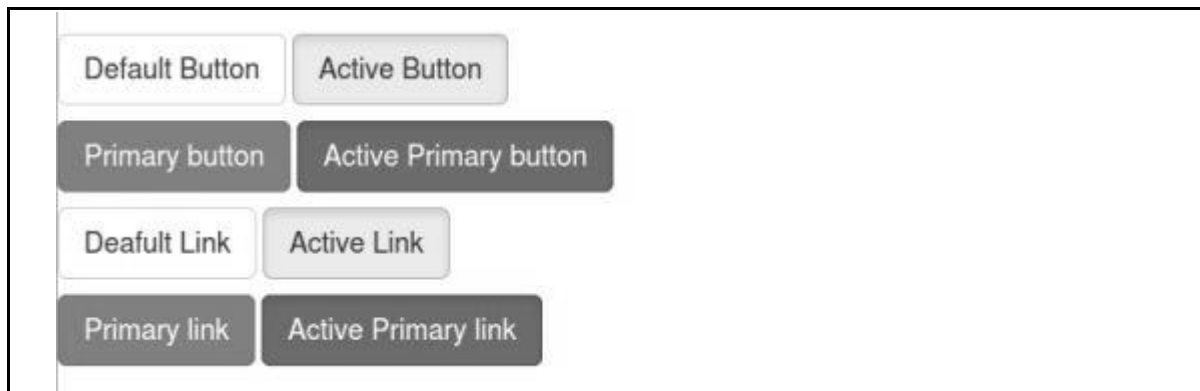 Default Button Active Button
Primary button Active Primary button
Deafult Link Active Link
Primary link Active Primary link